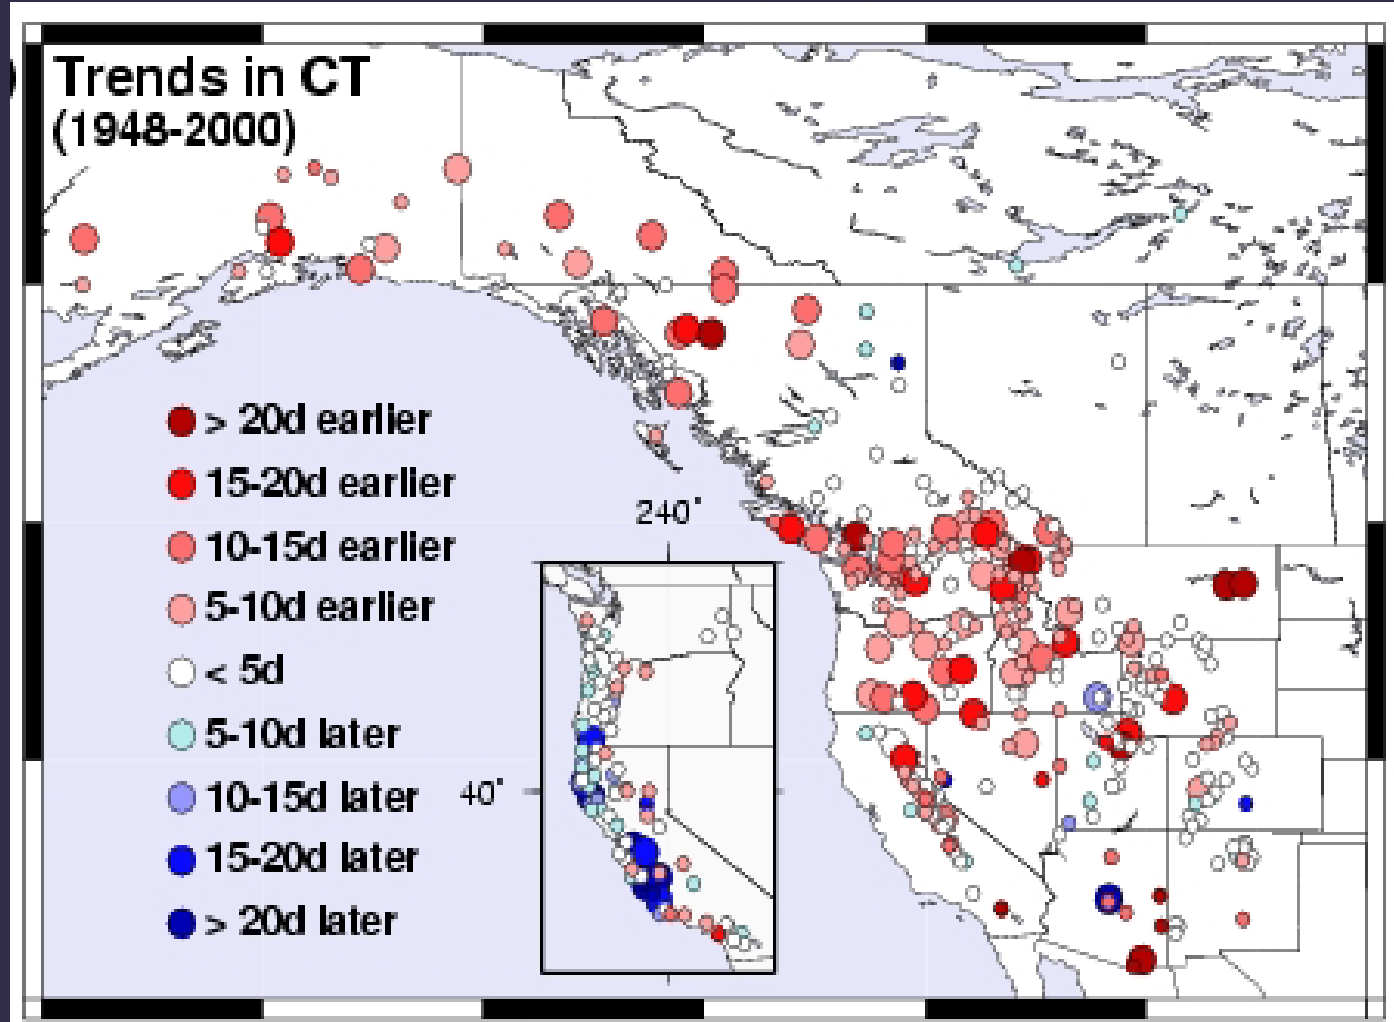 Trends in CT
(1948-2000)
> 20d earlier
15-20d earlier
10-15d earlier
5-10d earlier
< 5d
5-10d later
10-15d later
15-20d later
> 20d later
240°
40°